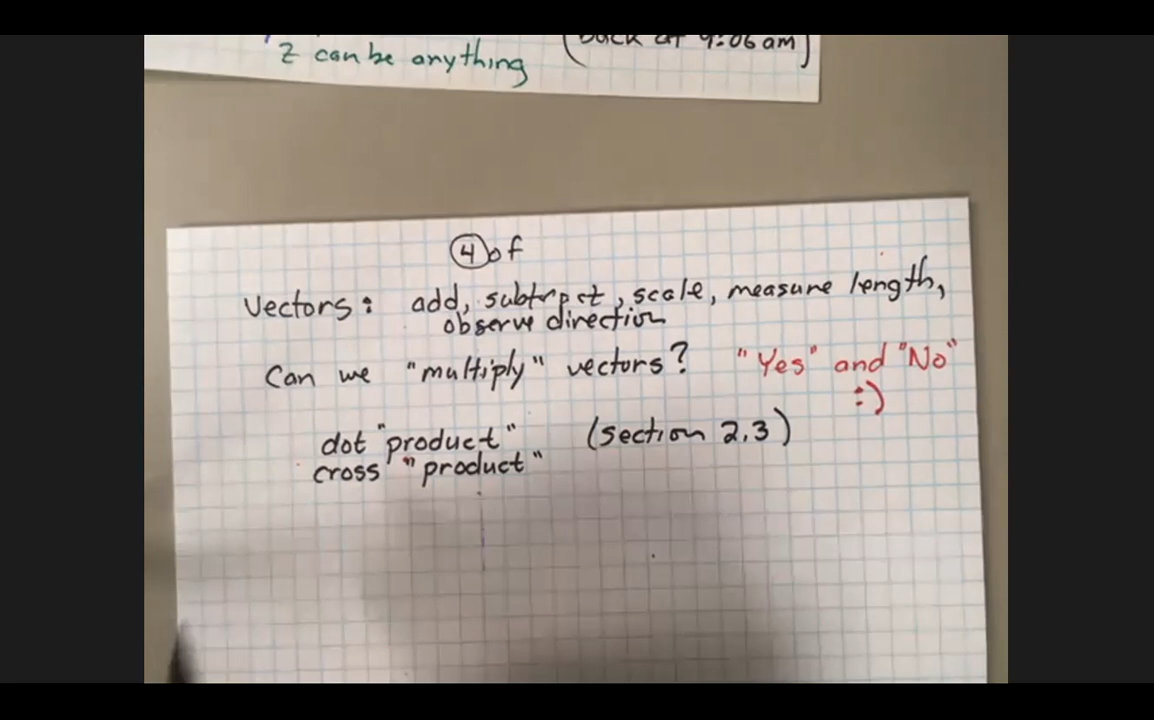 z can be anything
(back at 9:06 am)
④ of
Vectors: add, subtract, scale, measure length,
observe direction
Can we "multiply" vectors? "Yes" and "No"
:)
dot "product" (section 2.3)
cross "product"